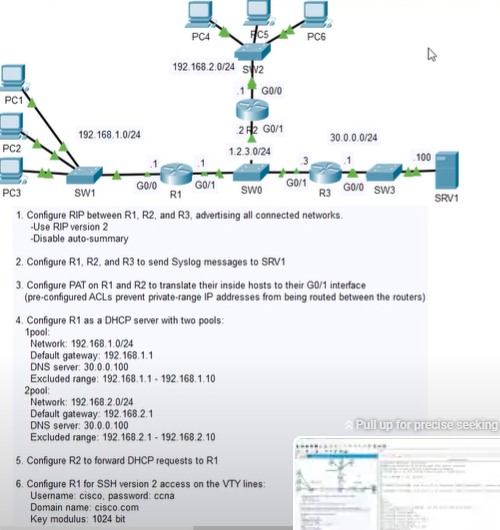 PC4
PC5
PC6
192.168.2.0/24
SW2
.1
G0/0
PC1
.2
R2
G0/1
192.168.1.0/24
30.0.0.0/24
PC2
1.2.3.0/24
.1
.1
.3
.1
.100
PC3
SW1
G0/0
R1
G0/1
SW0
G0/1
R3
G0/0
SW3
SRV1
1. Configure RIP between R1, R2, and R3, advertising all connected networks.
-Use RIP version 2
-Disable auto-summary
2. Configure R1, R2, and R3 to send Syslog messages to SRV1
3. Configure PAT on R1 and R2 to translate their inside hosts to their G0/1 interface
(pre-configured ACLs prevent private-range IP addresses from being routed between the routers)
4. Configure R1 as a DHCP server with two pools:
1pool:
Network: 192.168.1.0/24
Default gateway: 192.168.1.1
DNS server: 30.0.0.100
Excluded range: 192.168.1.1 - 192.168.1.10
2pool:
Network: 192.168.2.0/24
Default gateway: 192.168.2.1
DNS server: 30.0.0.100
Excluded range: 192.168.2.1 - 192.168.2.10
Pull up for precise seeking
5. Configure R2 to forward DHCP requests to R1
6. Configure R1 for SSH version 2 access on the VTY lines:
Username: cisco, password: ccna
Domain name: cisco.com
Key modulus: 1024 bit